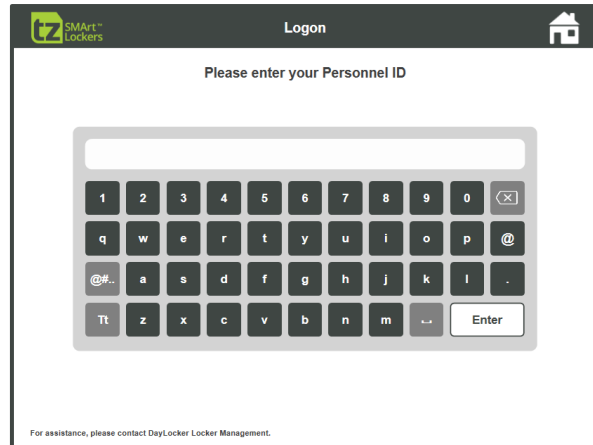 tz SMArt™
Lockers
Logon
Please enter your Personnel ID
1 2 3 4 5 6 7 8 9 0
q w e r t y u i o p @
@#.. a s d f g h j k l .
Tt z x c v b n m Enter
For assistance, please contact DayLocker Locker Management.